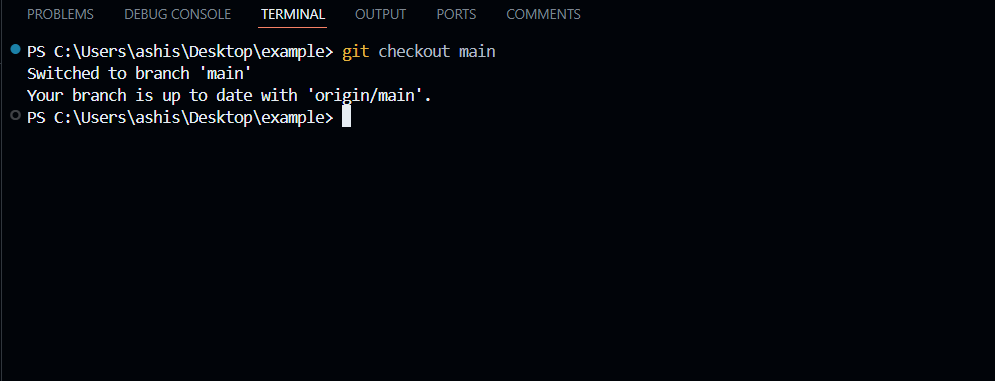 PROBLEMS DEBUG CONSOLE TERMINAL OUTPUT PORTS COMMENTS
PS C:\Users\ashis\Desktop\example> git checkout main
Switched to branch 'main'
Your branch is up to date with 'origin/main'.
PS C:\Users\ashis\Desktop\example>